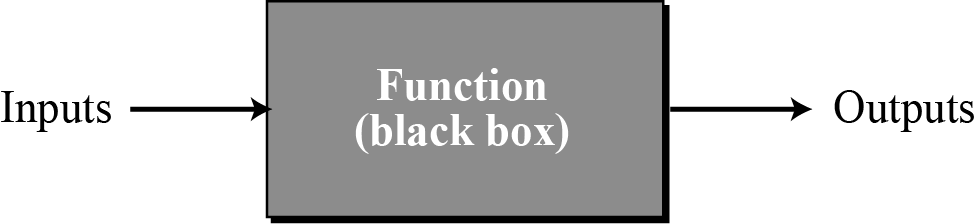 Inputs
Function
(black box)
Outputs